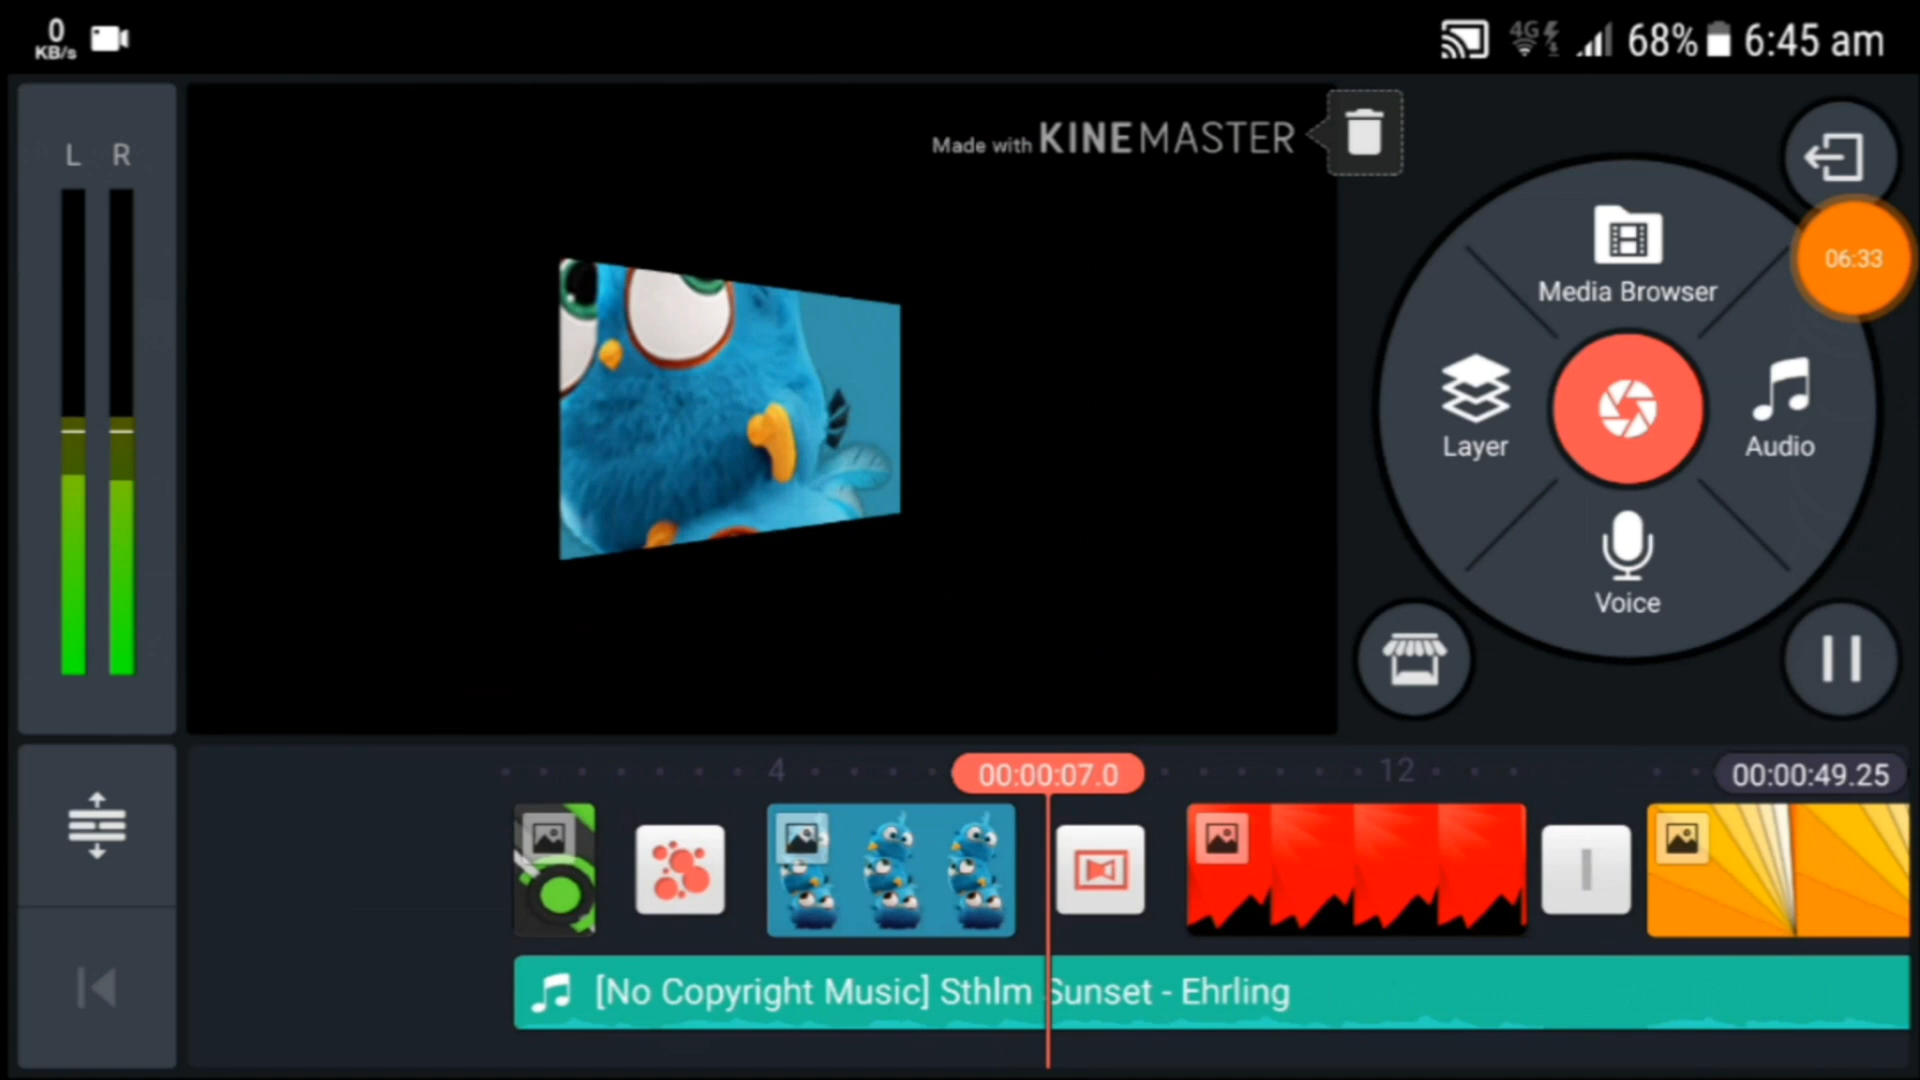 0
KB/s
4G
68%
6:45 am
L R
Made with KINEMASTER
Media Browser
06:33
Layer
Audio
Voice
4
00:00:07.0
12
00:00:49.25
[No Copyright Music] Sthlm Sunset - Ehrling